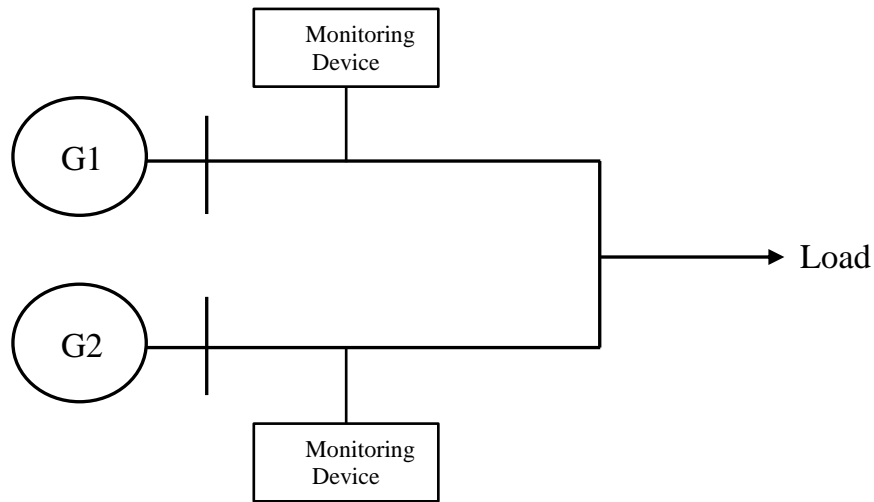 Monitoring
Device
G1
Load
G2
Monitoring
Device